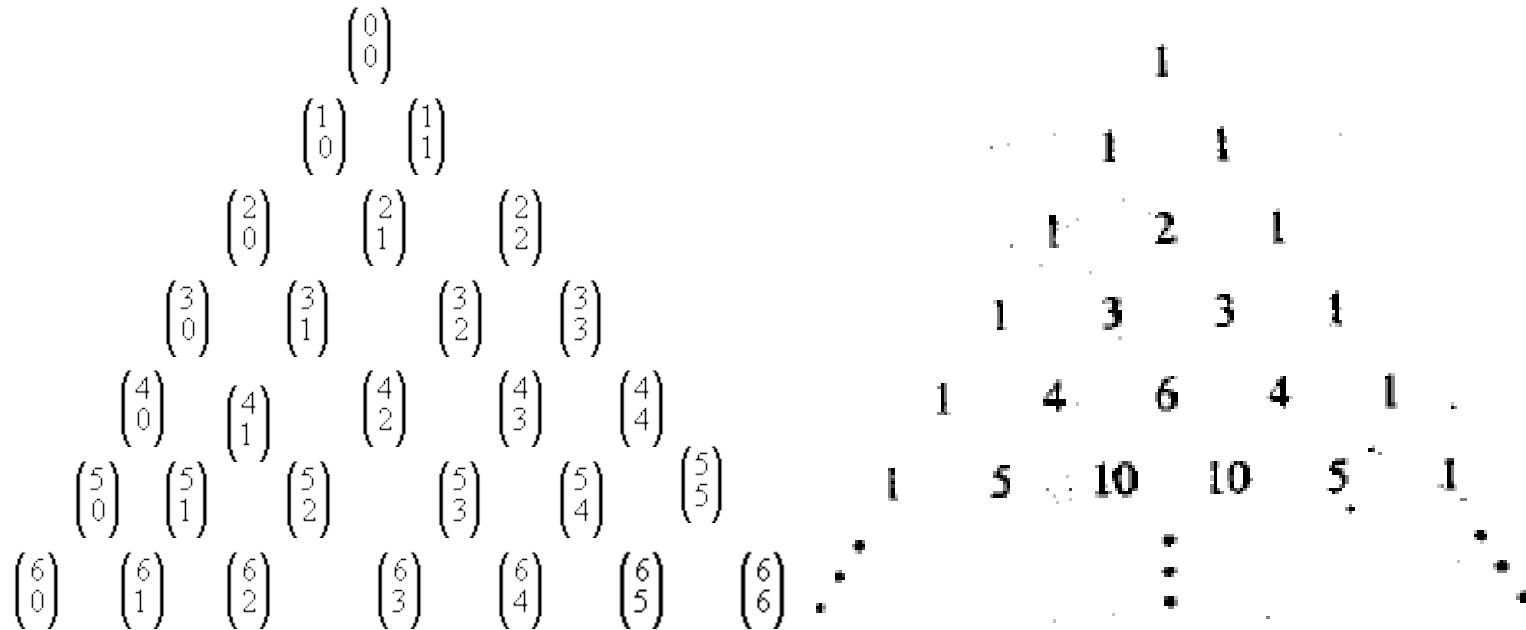 (0 0) 1
(1 0) (1 1) 1 1
(2 0) (2 1) (2 2) 1 2 1
(3 0) (3 1) (3 2) (3 3) 1 3 3 1
(4 0) (4 1) (4 2) (4 3) (4 4) 1 4 6 4 1
(5 0) (5 1) (5 2) (5 3) (5 4) (5 5) 1 5 10 10 5 1
(6 0) (6 1) (6 2) (6 3) (6 4) (6 5) (6 6)